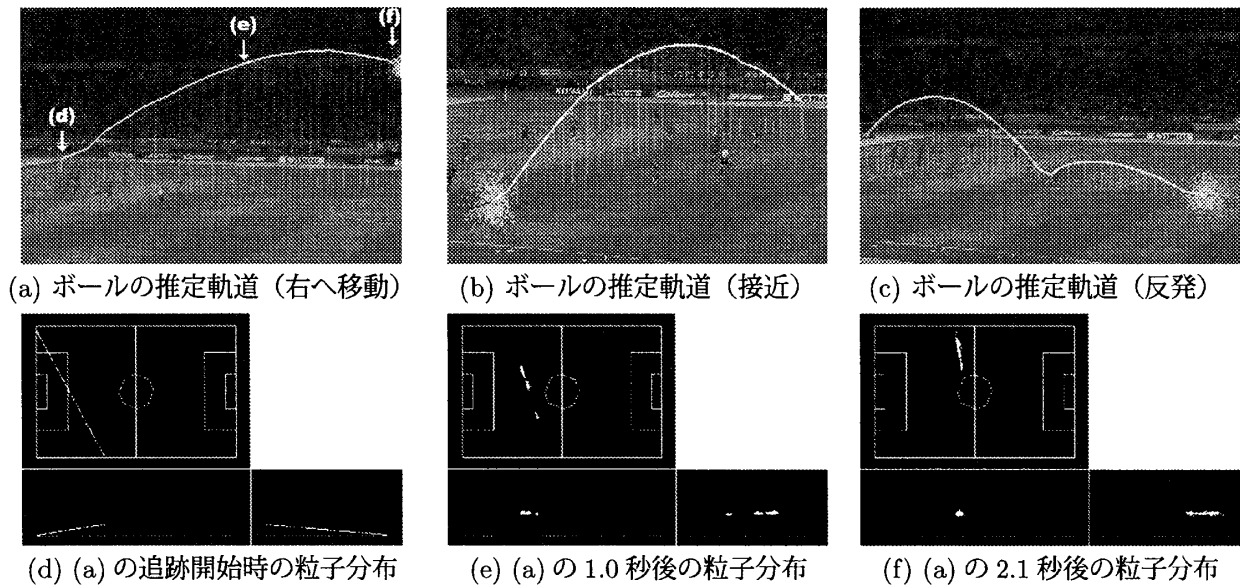 (d)
(e)
(f)
(a) ボールの推定軌道（右へ移動）
(b) ボールの推定軌道（接近）
(c) ボールの推定軌道（反発）
(d) (a) の追跡開始時の粒子分布
(e) (a) の 1.0 秒後の粒子分布
(f) (a) の 2.1 秒後の粒子分布